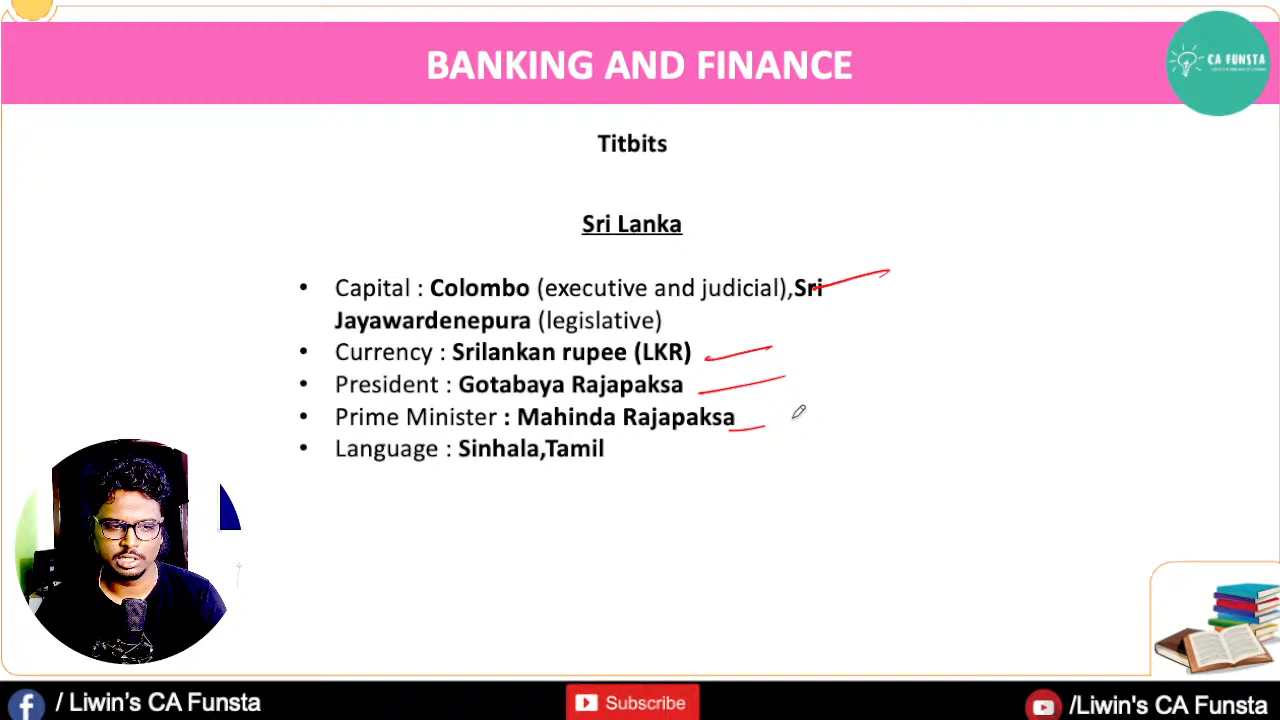 BANKING AND FINANCE
CA FUNSTA
Titbits
Sri Lanka
• Capital : Colombo (executive and judicial),Sri
Jayawardenepura (legislative)
• Currency : Srilankan rupee (LKR)
• President : Gotabaya Rajapaksa
• Prime Minister : Mahinda Rajapaksa
• Language : Sinhala,Tamil
/ Liwin's CA Funsta
Subscribe
/Liwin's CA Funsta